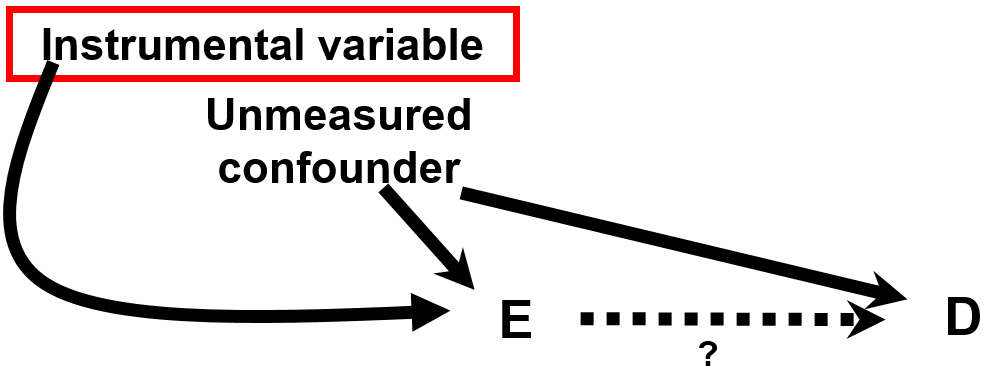 Instrumental variable
Unmeasured
confounder
E
D
?